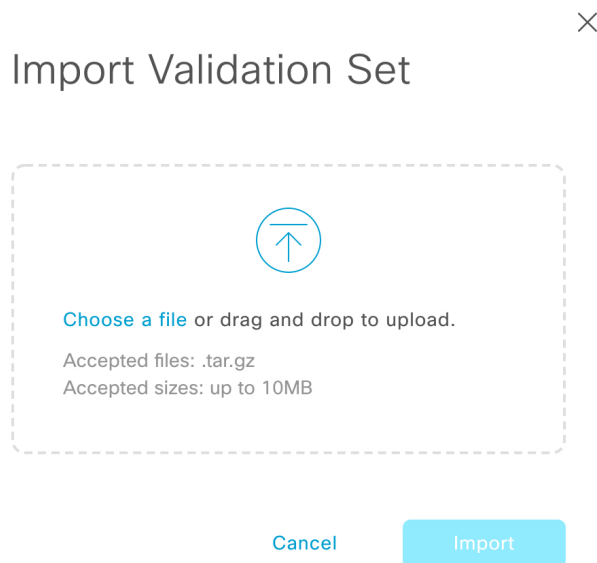 Import Validation Set
Choose a file or drag and drop to upload.
Accepted files: .tar.gz
Accepted sizes: up to 10MB
Cancel
Import